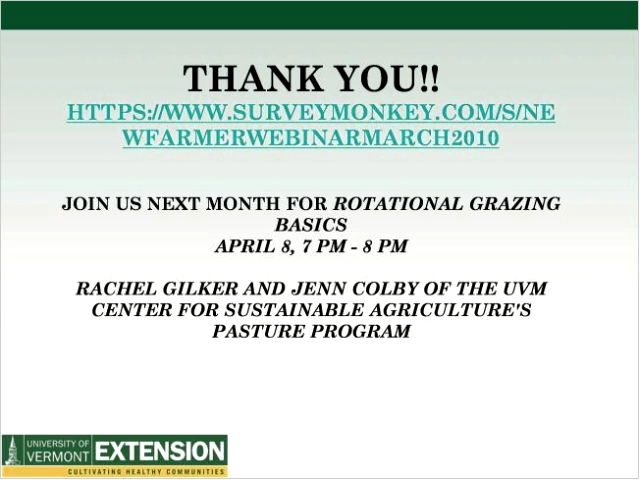 THANK YOU!!
HTTPS://WWW.SURVEYMONKEY.COM/S/NE
WFARMERWEBINARMARCH2010
JOIN US NEXT MONTH FOR ROTATIONAL GRAZING
BASICS
APRIL 8, 7 PM - 8 PM
RACHEL GILKER AND JENN COLBY OF THE UVM
CENTER FOR SUSTAINABLE AGRICULTURE'S
PASTURE PROGRAM
UNIVERSITY OF
VERMONT EXTENSION
CULTIVATING HEALTHY COMMUNITIES